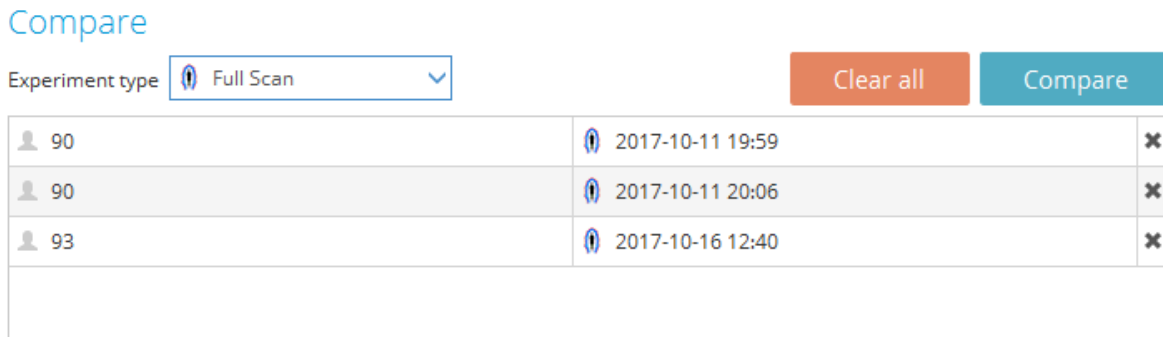 Compare
Experiment type Full Scan Clear all Compare
90 2017-10-11 19:59
90 2017-10-11 20:06
93 2017-10-16 12:40